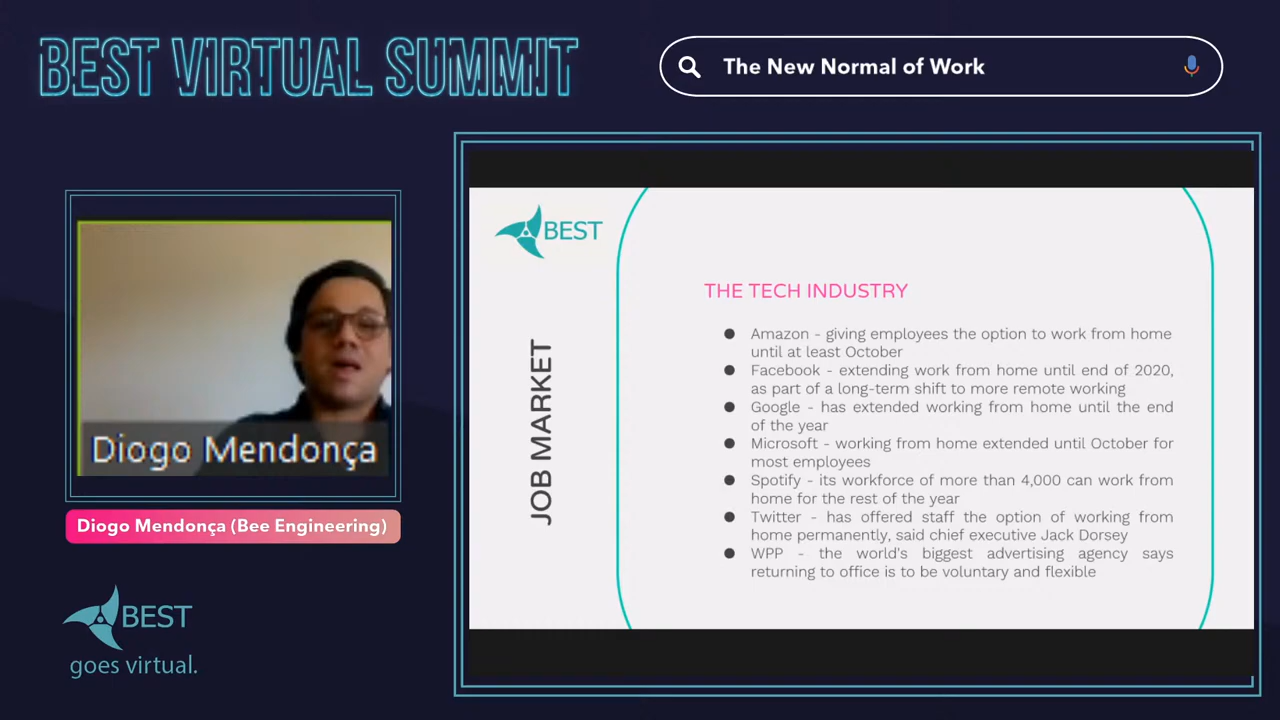 BEST VIRTUAL SUMMIT
The New Normal of Work
Diogo Mendonça
Diogo Mendonça (Bee Engineering)
BEST
goes virtual.
BEST
JOB MARKET
THE TECH INDUSTRY
● Amazon - giving employees the option to work from home
until at least October
● Facebook - extending work from home until end of 2020,
as part of a long-term shift to more remote working
● Google - has extended working from home until the end
of the year
● Microsoft - working from home extended until October for
most employees
● Spotify - its workforce of more than 4,000 can work from
home for the rest of the year
● Twitter - has offered staff the option of working from
home permanently, said chief executive Jack Dorsey
● WPP - the world's biggest advertising agency says
returning to office is to be voluntary and flexible